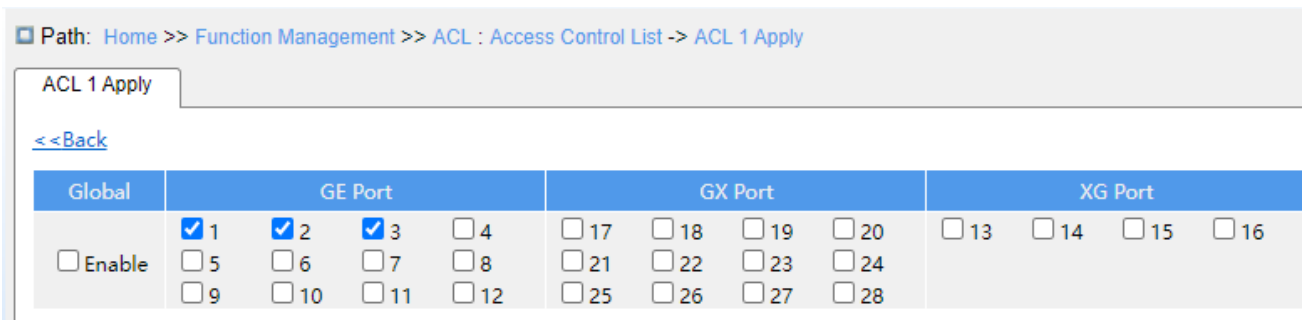 Path: Home >> Function Management >> ACL : Access Control List -> ACL 1 Apply
ACL 1 Apply
<<Back
Global GE Port GX Port XG Port
1 2 3 4 17 18 19 20 13 14 15 16
Enable 5 6 7 8 21 22 23 24
9 10 11 12 25 26 27 28